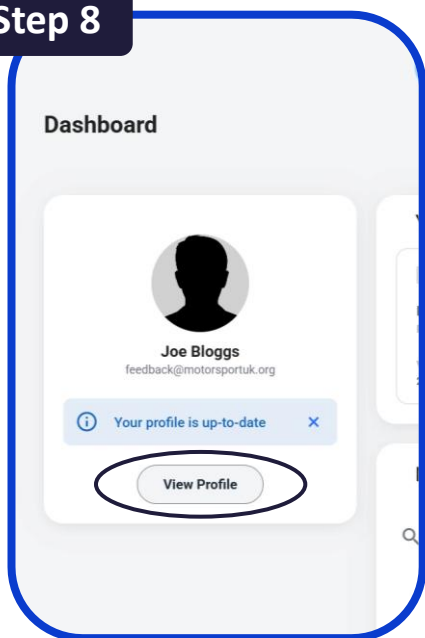 Step 8
Dashboard
Joe Bloggs
feedback@motorsportuk.org
Your profile is up-to-date
View Profile